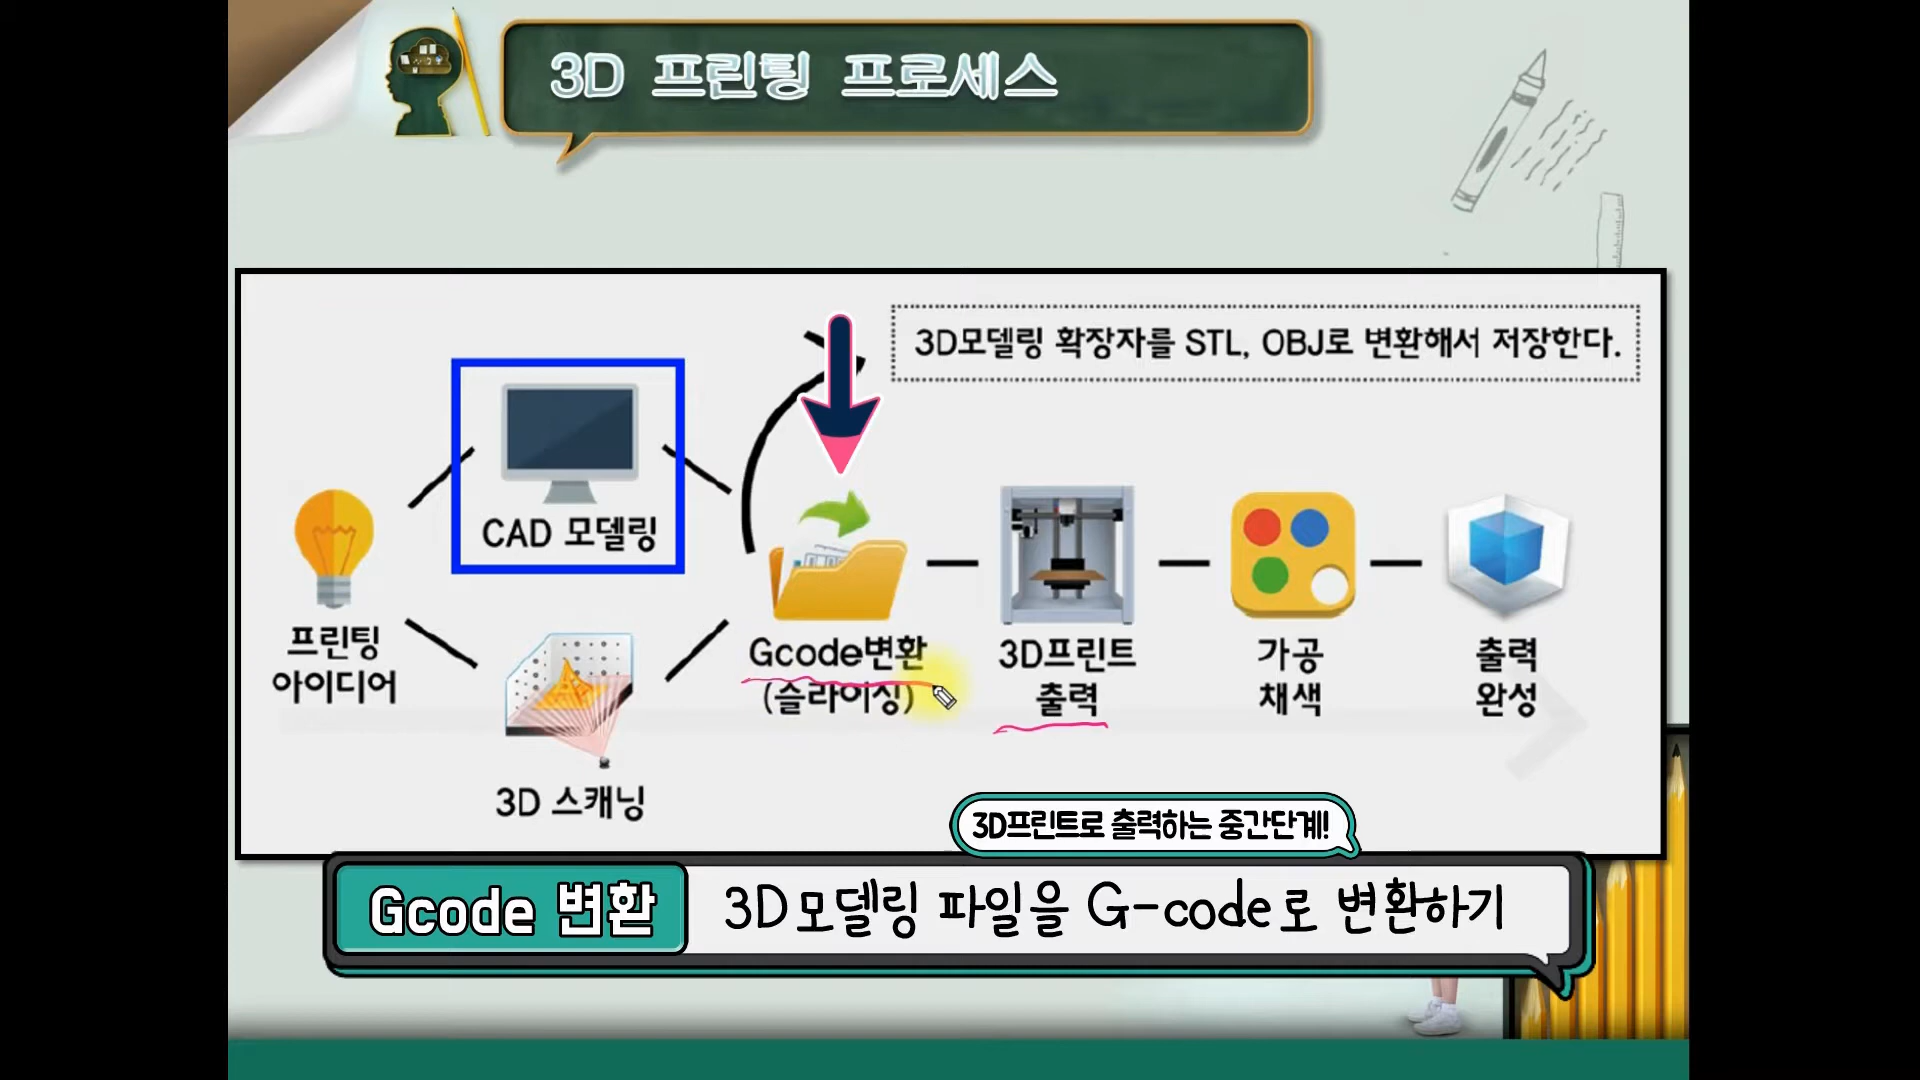 3D 프린팅 프로세스
3D모델링 확장자를 STL, OBJ로 변환해서 저장한다.
CAD 모델링
프린팅
아이디어
3D 스캐닝
Gcode변환
(슬라이싱)
3D프린트
출력
가공
채색
출력
완성
3D프린트로 출력하는 중간단계!
Gcode 변환
3D모델링 파일을 G-code로 변환하기